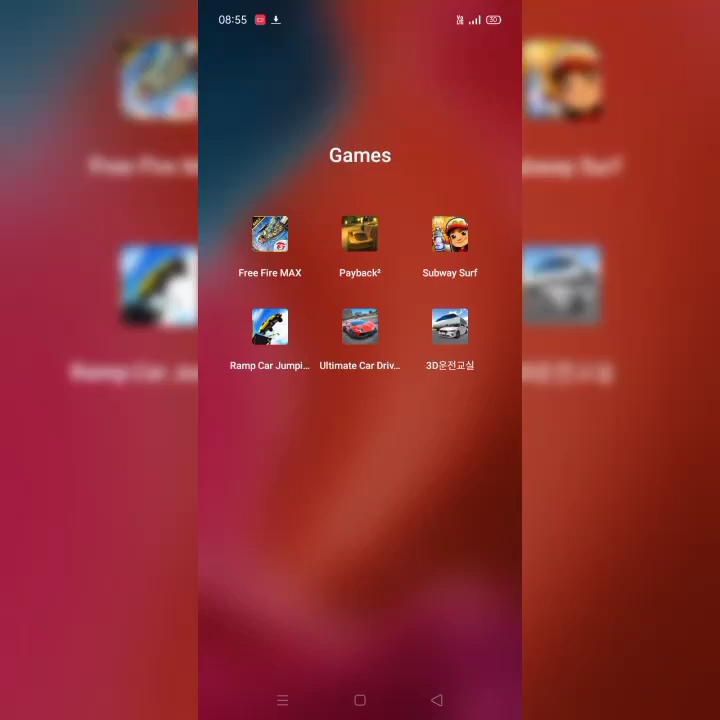 08:55
30
Games
Free Fire MAX
Payback²
Subway Surf
Ramp Car Jumpi...
Ultimate Car Driv...
3D운전교실